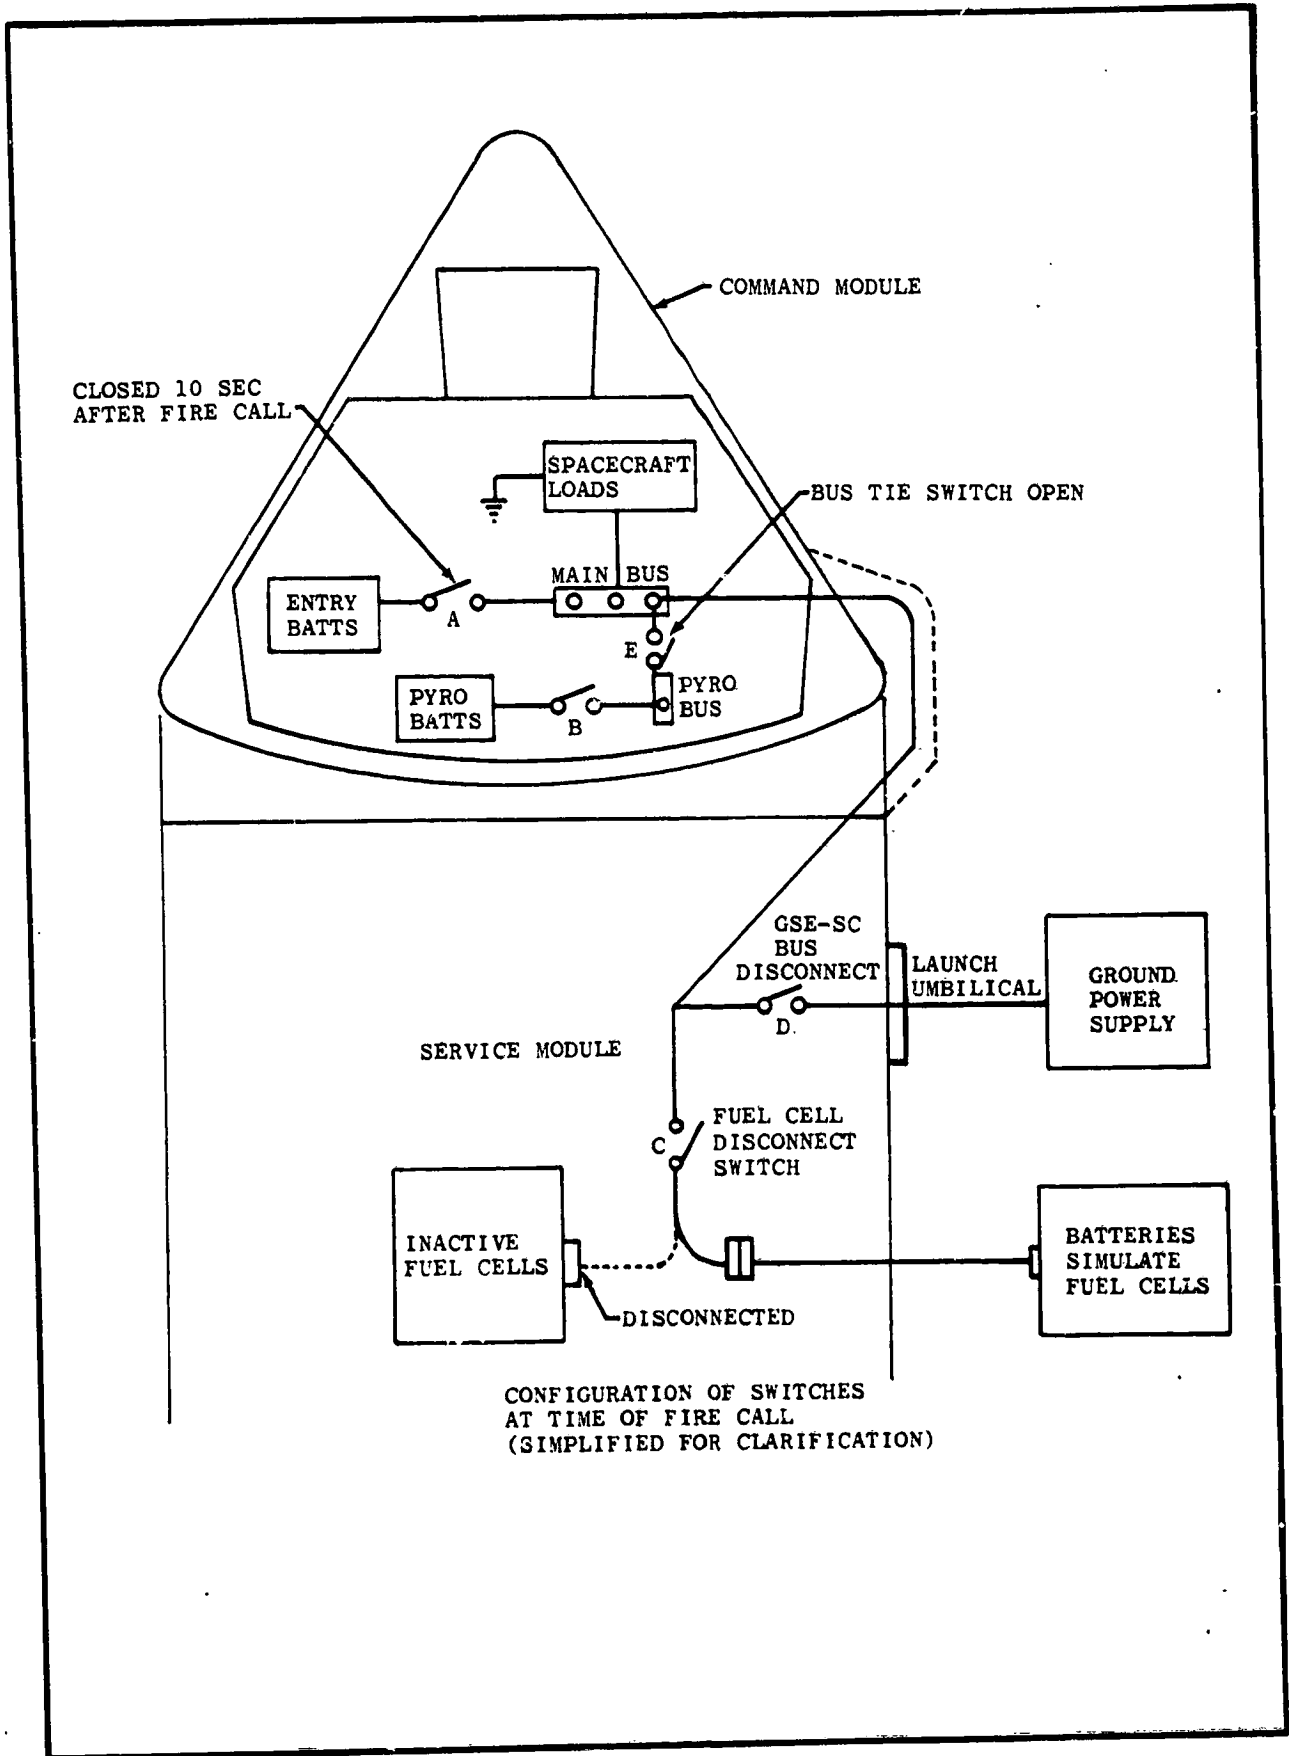 COMMAND MODULE
CLOSED 10 SEC
AFTER FIRE CALL
SPACECRAFT
LOADS
BUS TIE SWITCH OPEN
MAIN BUS
ENTRY
BATTS
A
E
PYRO
BATTS
B
PYRO
BUS
GSE-SC
BUS
DISCONNECT
D.
LAUNCH
UMBILICAL
GROUND
POWER
SUPPLY
SERVICE MODULE
C
FUEL CELL
DISCONNECT
SWITCH
INACTIVE
FUEL CELLS
DISCONNECTED
BATTERIES
SIMULATE
FUEL CELLS
CONFIGURATION OF SWITCHES
AT TIME OF FIRE CALL
(SIMPLIFIED FOR CLARIFICATION)